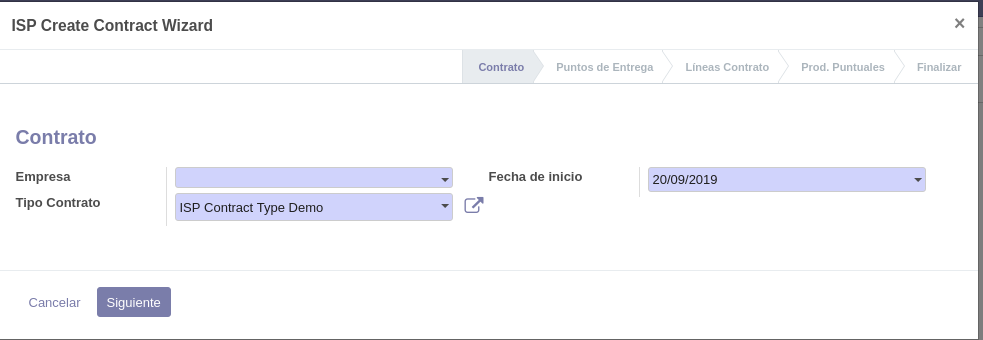 ISP Create Contract Wizard
×
Contrato Puntos de Entrega Líneas Contrato Prod. Puntuales Finalizar
Contrato
Empresa Fecha de inicio 20/09/2019
Tipo Contrato ISP Contract Type Demo
Cancelar Siguiente